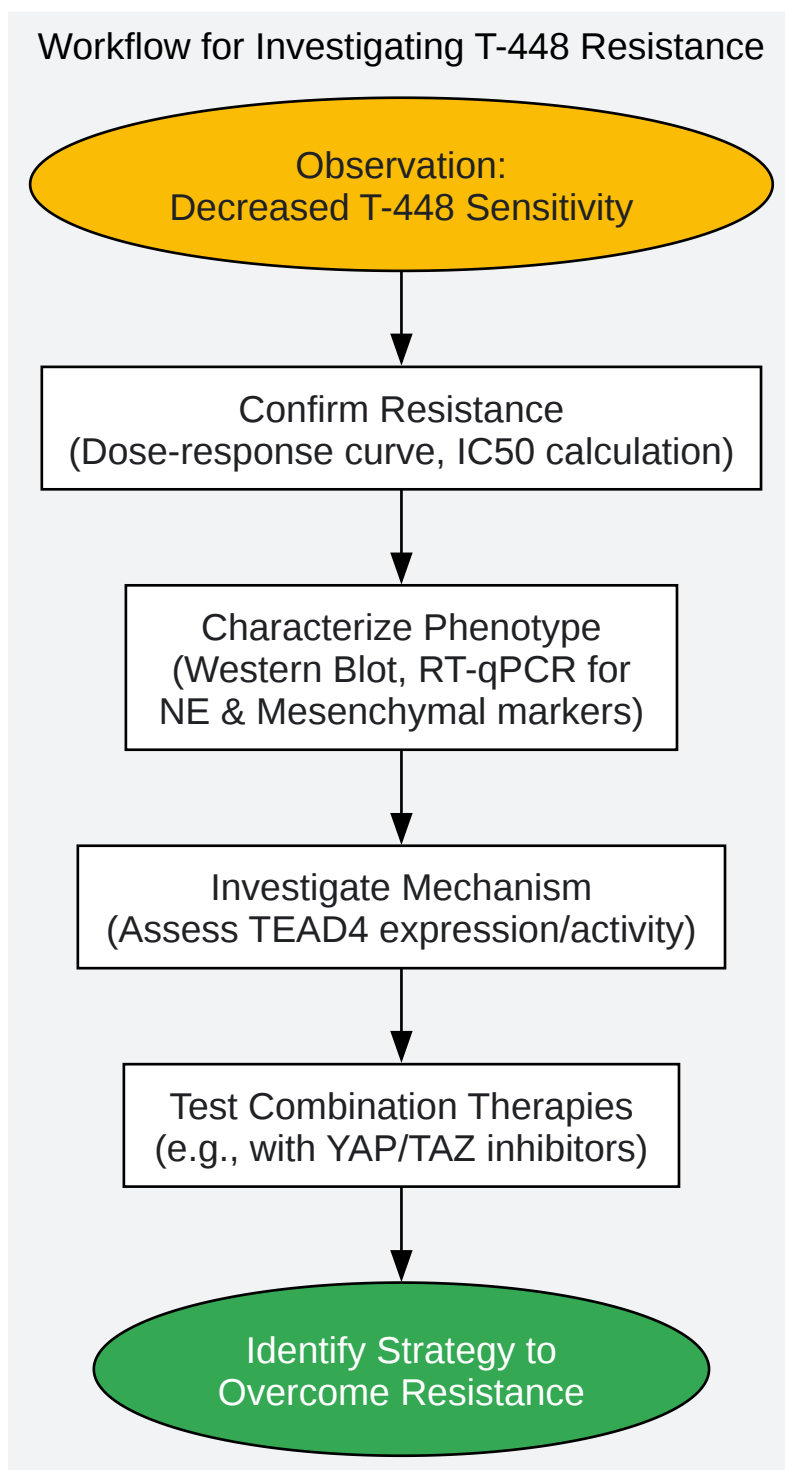 Workflow for Investigating T-448 Resistance
Observation:
Decreased T-448 Sensitivity
Confirm Resistance
(Dose-response curve, IC50 calculation)
Characterize Phenotype
(Western Blot, RT-qPCR for
NE & Mesenchymal markers)
Investigate Mechanism
(Assess TEAD4 expression/activity)
Test Combination Therapies
(e.g., with YAP/TAZ inhibitors)
Identify Strategy to
Overcome Resistance